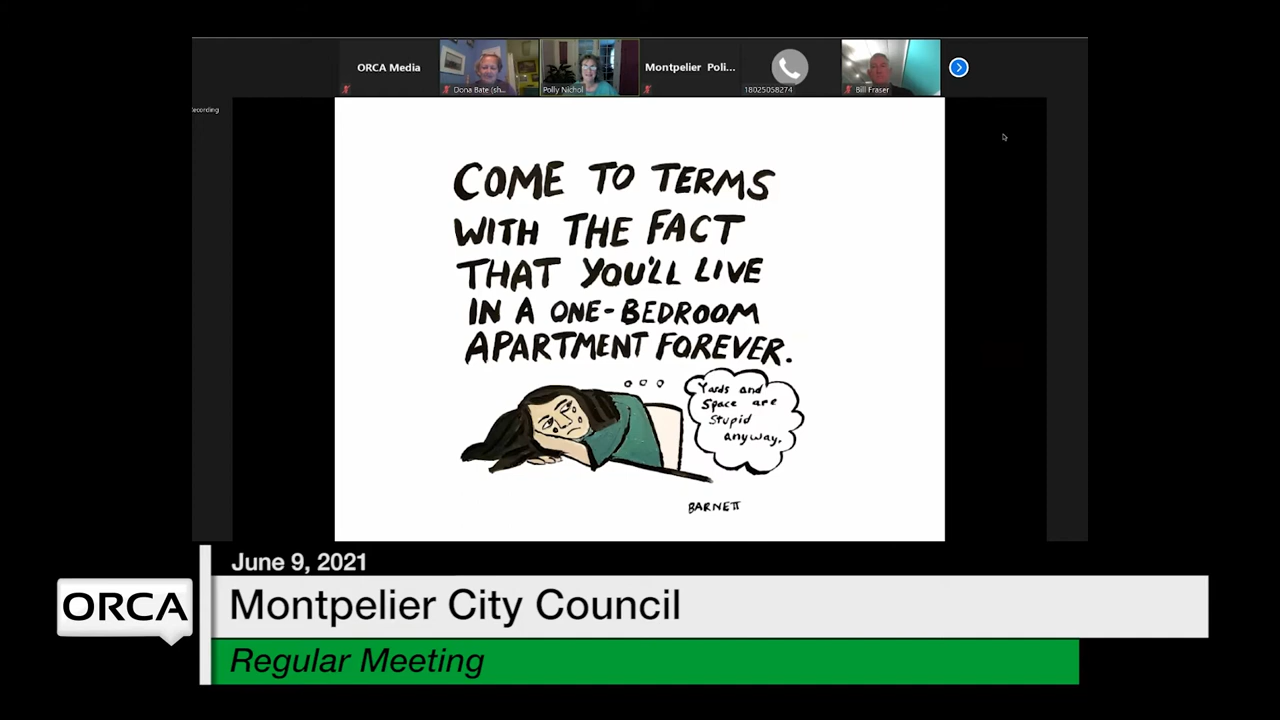 ORCA Media
Dona Bate (sh...
Polly Nichol
Montpelier Poli...
18025058274
Bill Fraser
ecording
COME TO TERMS
WITH THE FACT
THAT YOU'LL LIVE
IN A ONE-BEDROOM
APARTMENT FOREVER.
Yards and
Space are
Stupid
anyway.
BARNETT
June 9, 2021
ORCA
Montpelier City Council
Regular Meeting